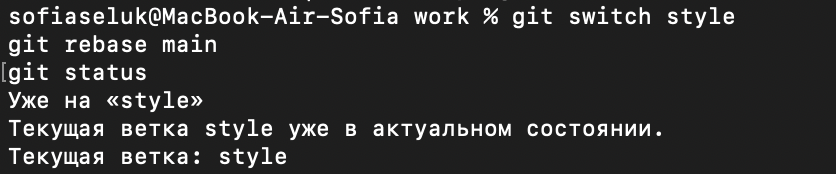 sofiaseluk@MacBook-Air-Sofia work % git switch style
git rebase main
[git status
Уже на «style»
Текущая ветка style уже в актуальном состоянии.
Текущая ветка: style